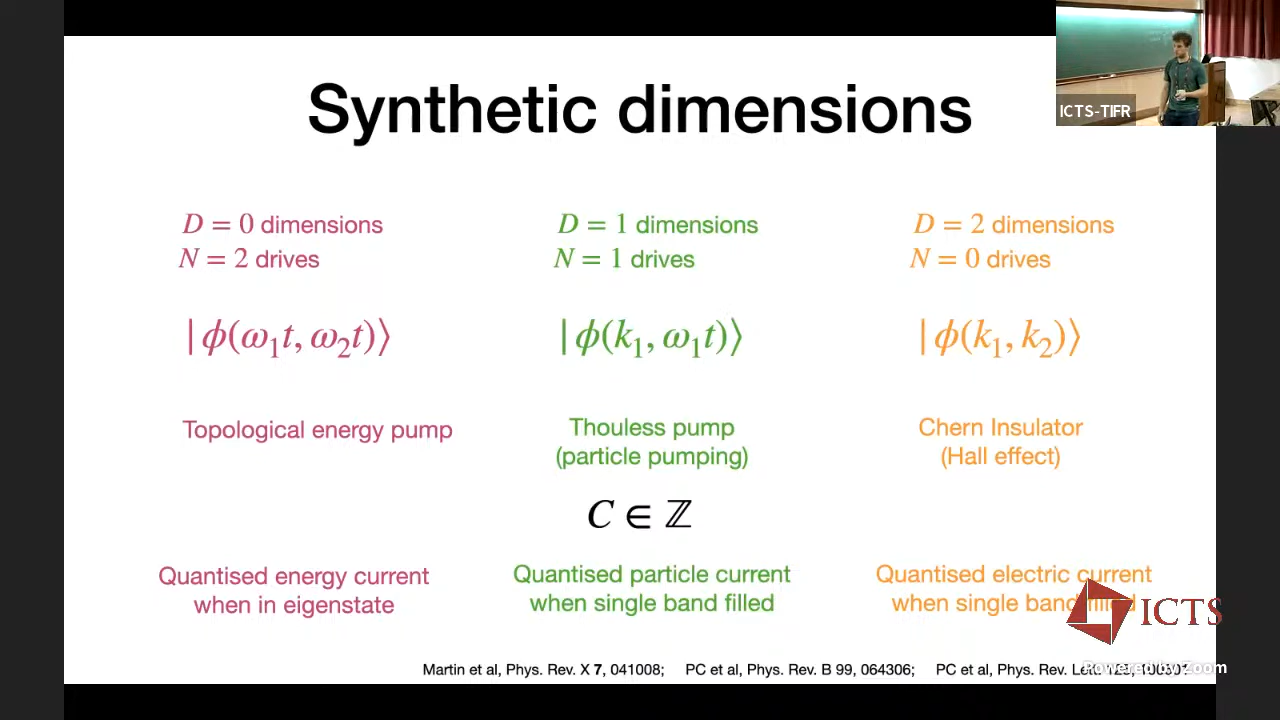 Synthetic dimensions
ICTS-TIFR
D = 0 dimensions
N = 2 drives
|ϕ(ω₁t, ω₂t)⟩
Topological energy pump
Quantised energy current
when in eigenstate
D = 1 dimensions
N = 1 drives
|ϕ(k₁, ω₁t)⟩
Thouless pump
(particle pumping)
C ∈ ℤ
Quantised particle current
when single band filled
D = 2 dimensions
N = 0 drives
|ϕ(k₁, k₂)⟩
Chern Insulator
(Hall effect)
Quantised electric current
when single band filled
ICTS
Martin et al, Phys. Rev. X 7, 041008; PC et al, Phys. Rev. B 99, 064306; PC et al, Phys. Rev.
Powered by Zoom